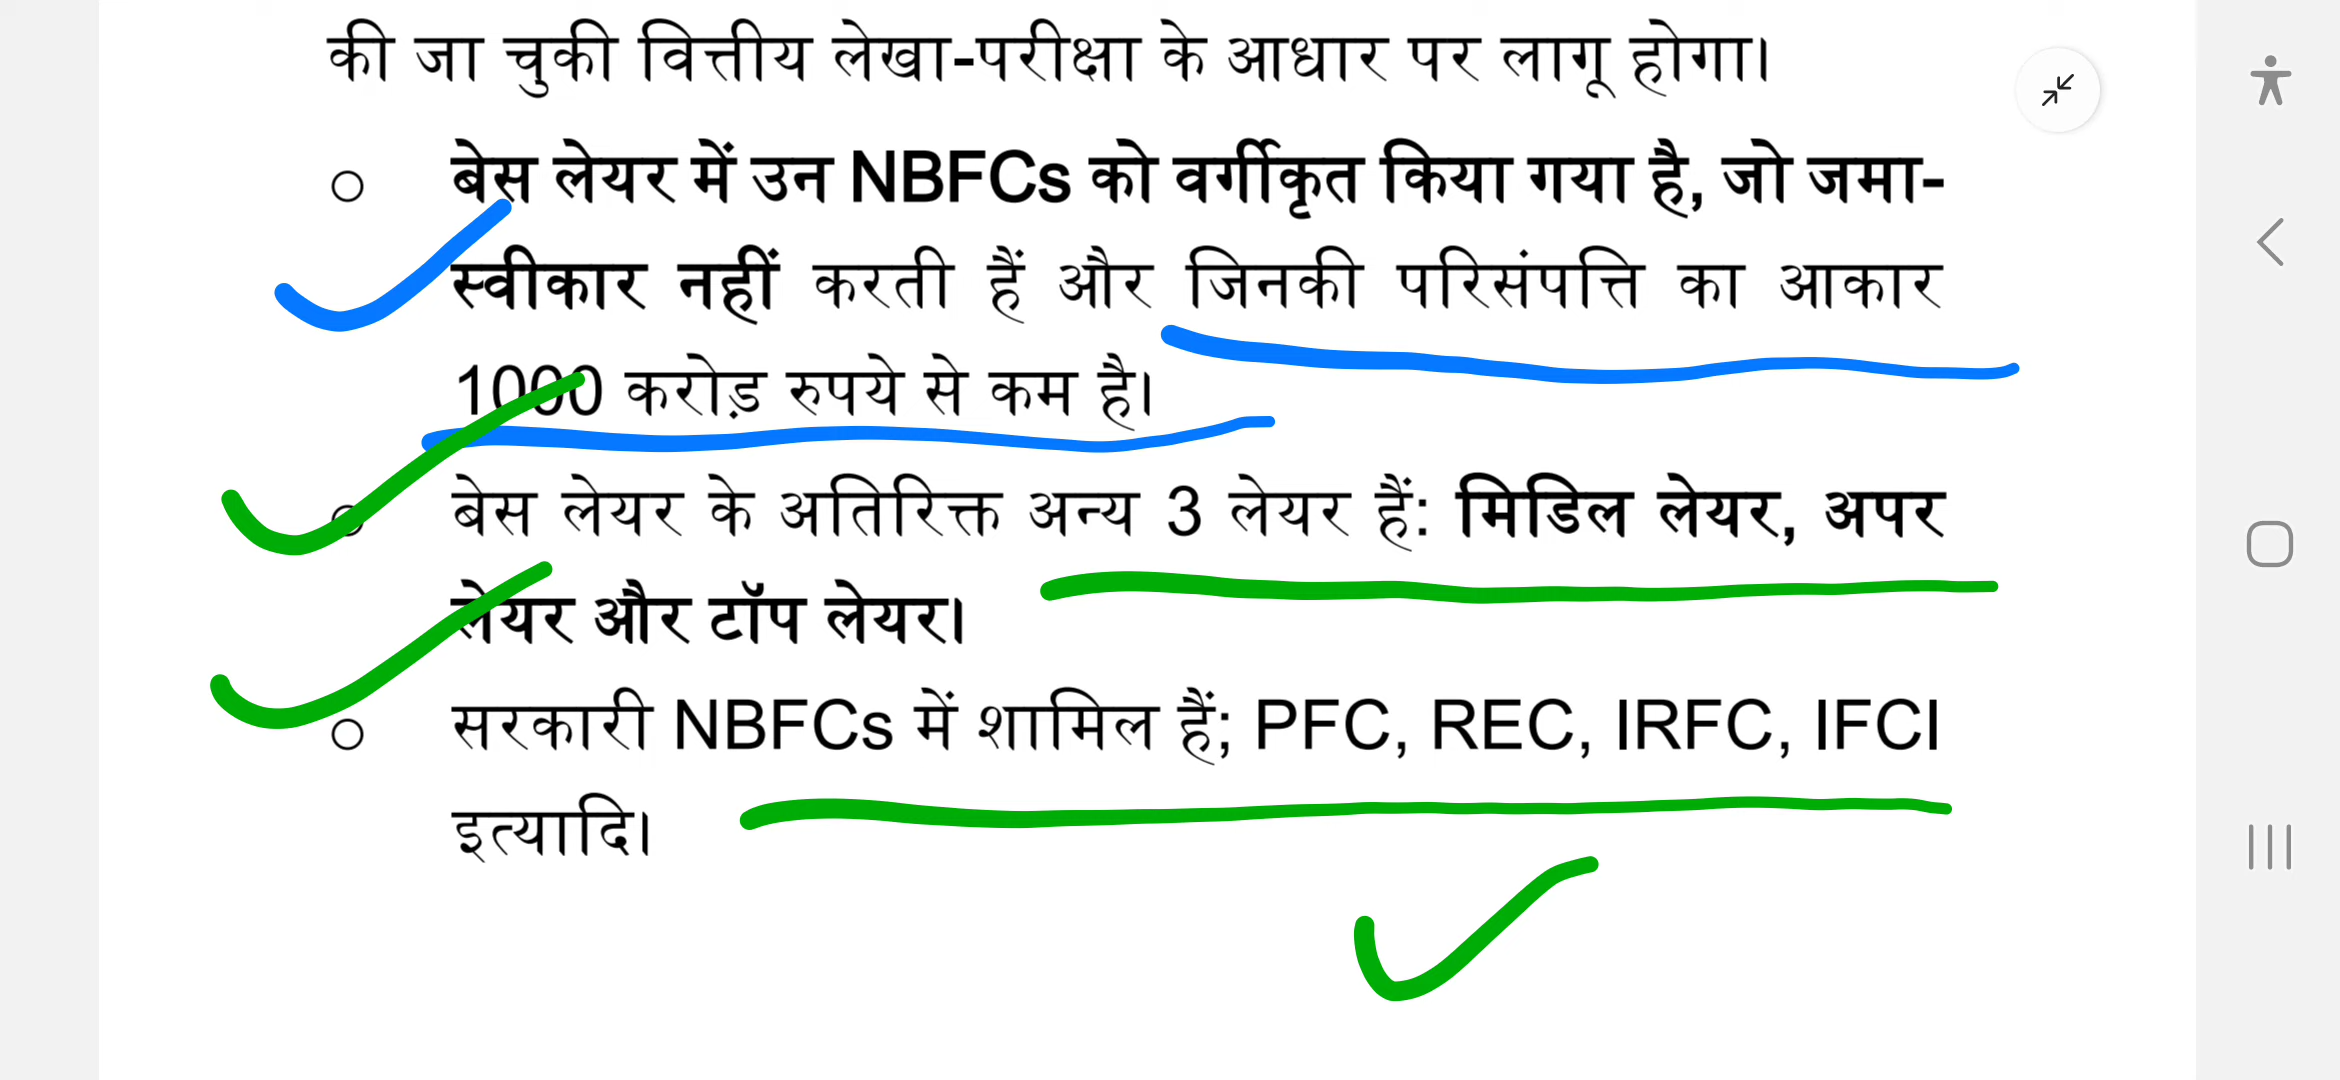 की जा चुकी वित्तीय लेखा-परीक्षा के आधार पर लागू होगा।
○ बेस लेयर में उन NBFCs को वर्गीकृत किया गया है, जो जमा-
स्वीकार नहीं करती हैं और जिनकी परिसंपत्ति का आकार
1000 करोड़ रुपये से कम है।
○ बेस लेयर के अतिरिक्त अन्य 3 लेयर हैं: मिडिल लेयर, अपर
लेयर और टॉप लेयर।
○ सरकारी NBFCs में शामिल हैं; PFC, REC, IRFC, IFCI
इत्यादि।